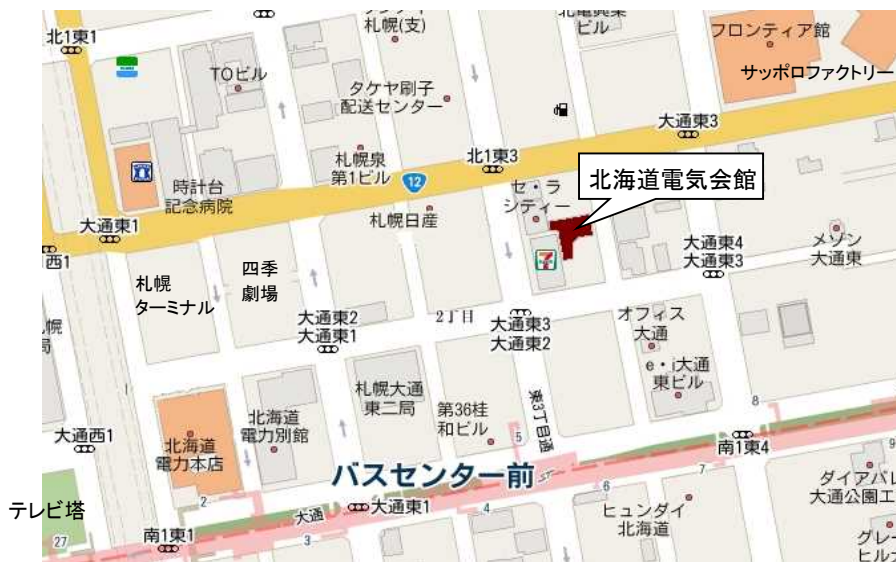 札幌(支)
ビル
北1東1
フロンティア館
TOビル
サッポロファクトリー
タケヤ刷子
配送センター
大通東3
札幌泉
第1ビル
北1東3
12
セ・ラ
シティー
北海道電気会館
時計台
記念病院
札幌日産
大通東1
西1
大通東4
大通東3
メゾン
大通東
札幌
ターミナル
四季
劇場
大通東2
大通東1
2丁目
大通東3
大通東2
オフィス
大通
幌
局
e・i大通
東ビル
札幌大通
東二局
第36桂
和ビル
東3丁目通
北海道
電力別館
北海道
電力本店
大通西1
8
5
南1東4
9
バスセンター前
7
ダイアパレ
大通公園エ
テレビ塔
2
大通
大通東1
4
6
ヒュンダイ
北海道
27
南1東1
3
グレー
ヒルズ